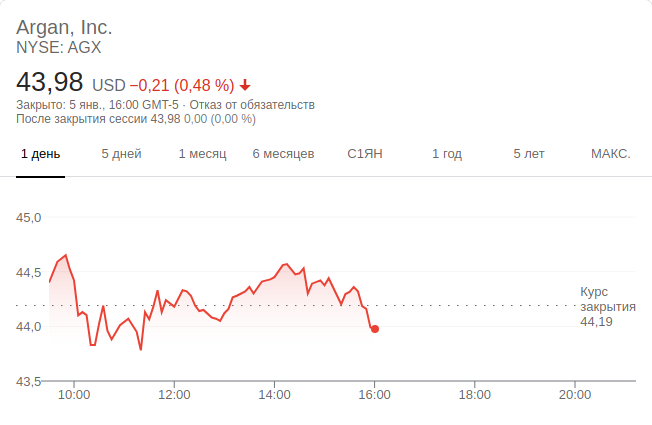 Argan, Inc.
NYSE: AGX
43,98 USD −0,21 (0,48 %)
Закрыто: 5 янв., 16:00 GMT-5 · Отказ от обязательств
После закрытия сессии 43,98 0,00 (0,00 %)
1 день 5 дней 1 месяц 6 месяцев С1ЯН 1 год 5 лет МАКС.
45,0
44,5
Курс
закрытия
44,19
44,0
43,5
10:00 12:00 14:00 16:00 18:00 20:00